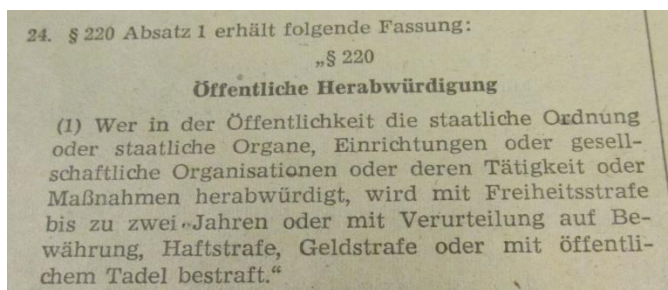 24. § 220 Absatz 1 erhält folgende Fassung:
„§ 220
Öffentliche Herabwürdigung
(1) Wer in der Öffentlichkeit die staatliche Ordnung
oder staatliche Organe, Einrichtungen oder gesell-
schaftliche Organisationen oder deren Tätigkeit oder
Maßnahmen herabwürdigt, wird mit Freiheitsstrafe
bis zu zwei Jahren oder mit Verurteilung auf Be-
währung, Haftstrafe, Geldstrafe oder mit öffentli-
chem Tadel bestraft.“